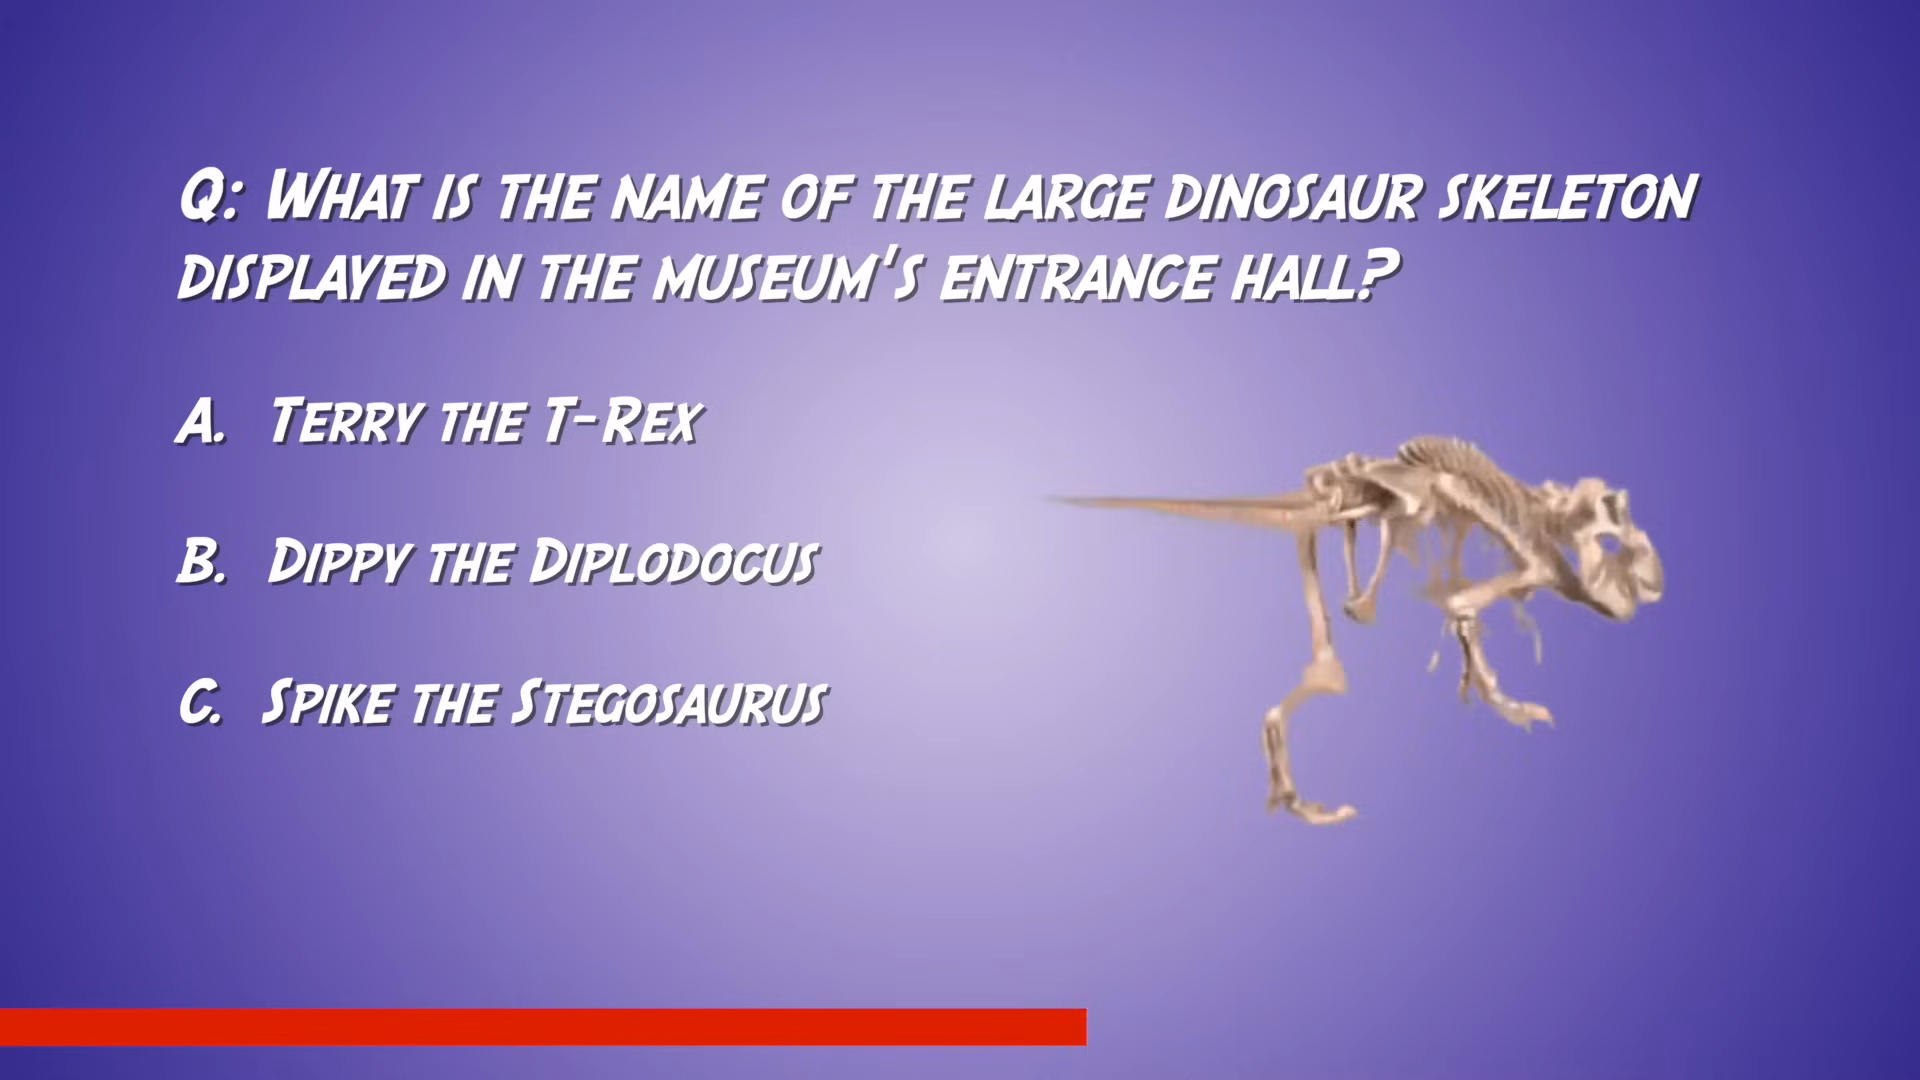 Q: What is the name of the large dinosaur skeleton
displayed in the museum's entrance hall?
A. Terry the T-Rex
B. Dippy the Diplodocus
C. Spike the Stegosaurus